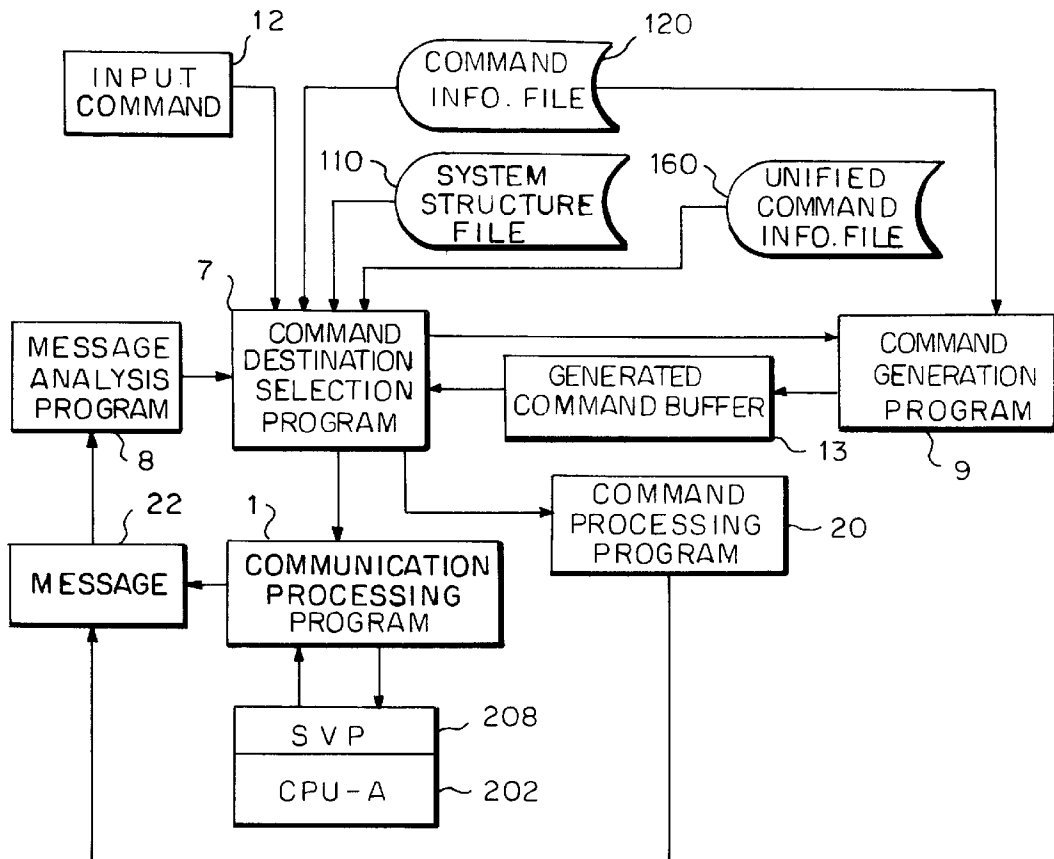 12
INPUT
COMMAND
120
COMMAND
INFO. FILE
110
SYSTEM
STRUCTURE
FILE
160
UNIFIED
COMMAND
INFO. FILE
7
COMMAND
DESTINATION
SELECTION
PROGRAM
MESSAGE
ANALYSIS
PROGRAM
8
GENERATED
COMMAND BUFFER
13
COMMAND
GENERATION
PROGRAM
9
22
MESSAGE
1
COMMUNICATION
PROCESSING
PROGRAM
COMMAND
PROCESSING
PROGRAM
20
SVP
208
CPU-A
202